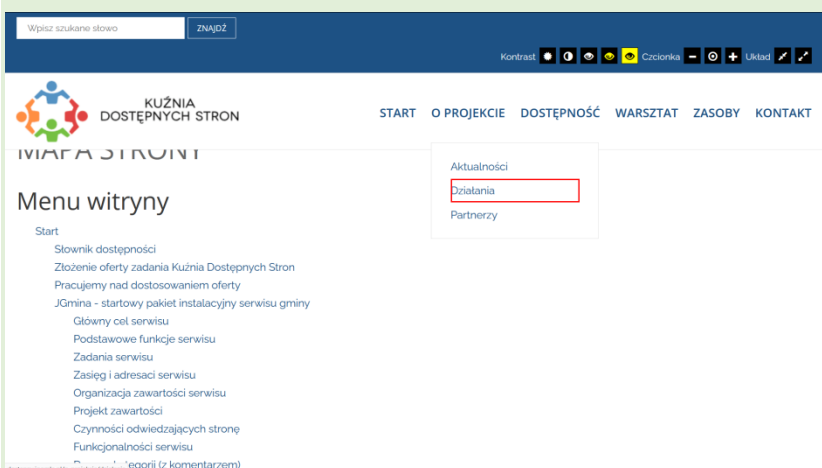 Wpisz szukane słowo ZNAJDŹ
Kontrast Czcionka Układ
KUŹNIA
DOSTĘPNYCH STRON
START O PROJEKCIE DOSTĘPNOŚĆ WARSZTAT ZASOBY KONTAKT
MAPA STRONY
Aktualności
Działania
Partnerzy
Menu witryny
Start
Słownik dostępności
Złożenie oferty zadania Kuźnia Dostępnych Stron
Pracujemy nad dostosowaniem oferty
JGmina - startowy pakiet instalacyjny serwisu gminy
Główny cel serwisu
Podstawowe funkcje serwisu
Zadania serwisu
Zasięg i adresaci serwisu
Organizacja zawartości serwisu
Projekt zawartości
Czynności odwiedzających stronę
Funkcjonalności serwisu
(z komentarzem)